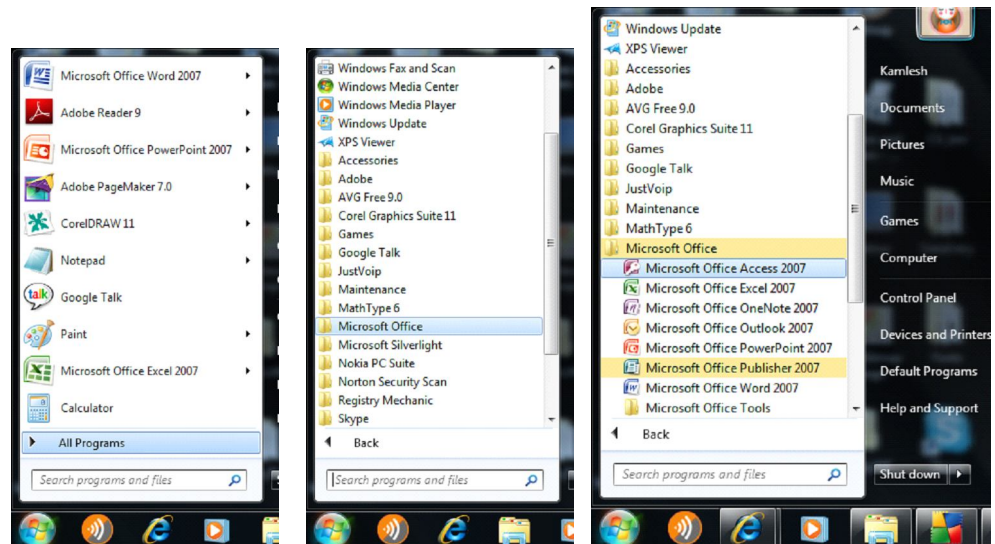 Microsoft Office Word 2007
Adobe Reader 9
Microsoft Office PowerPoint 2007
Adobe PageMaker 7.0
CorelDRAW 11
Notepad
talk
Google Talk
Paint
Microsoft Office Excel 2007
Calculator
All Programs
Search programs and files
Windows Fax and Scan
Windows Media Center
Windows Media Player
Windows Update
XPS Viewer
Accessories
Adobe
AVG Free 9.0
Corel Graphics Suite 11
Games
Google Talk
JustVoip
Maintenance
MathType 6
Microsoft Office
Microsoft Silverlight
Nokia PC Suite
Norton Security Scan
Registry Mechanic
Skype
Back
Search programs and files
Windows Update
XPS Viewer
Accessories
Adobe
AVG Free 9.0
Corel Graphics Suite 11
Games
Google Talk
JustVoip
Maintenance
MathType 6
Microsoft Office
Microsoft Office Access 2007
Microsoft Office Excel 2007
Microsoft Office OneNote 2007
Microsoft Office Outlook 2007
Microsoft Office PowerPoint 2007
Microsoft Office Publisher 2007
Microsoft Office Word 2007
Microsoft Office Tools
Back
Search programs and files
Kamlesh
Documents
Pictures
Music
Games
Computer
Control Panel
Devices and Printers
Default Programs
Help and Support
Shut down